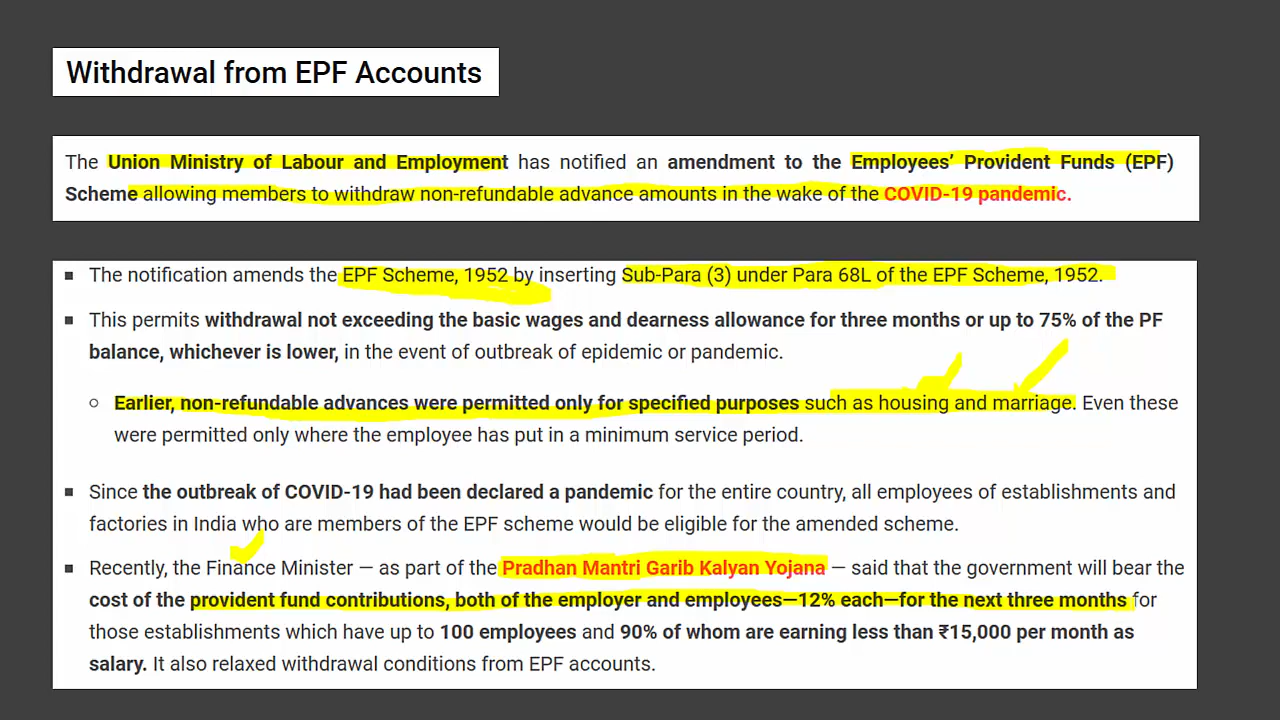 Withdrawal from EPF Accounts
The Union Ministry of Labour and Employment has notified an amendment to the Employees' Provident Funds (EPF)
Scheme allowing members to withdraw non-refundable advance amounts in the wake of the COVID-19 pandemic.
▪ The notification amends the EPF Scheme, 1952 by inserting Sub-Para (3) under Para 68L of the EPF Scheme, 1952.
▪ This permits withdrawal not exceeding the basic wages and dearness allowance for three months or up to 75% of the PF
balance, whichever is lower, in the event of outbreak of epidemic or pandemic.
○ Earlier, non-refundable advances were permitted only for specified purposes such as housing and marriage. Even these
were permitted only where the employee has put in a minimum service period.
▪ Since the outbreak of COVID-19 had been declared a pandemic for the entire country, all employees of establishments and
factories in India who are members of the EPF scheme would be eligible for the amended scheme.
▪ Recently, the Finance Minister — as part of the Pradhan Mantri Garib Kalyan Yojana — said that the government will bear the
cost of the provident fund contributions, both of the employer and employees—12% each—for the next three months for
those establishments which have up to 100 employees and 90% of whom are earning less than ₹15,000 per month as
salary. It also relaxed withdrawal conditions from EPF accounts.